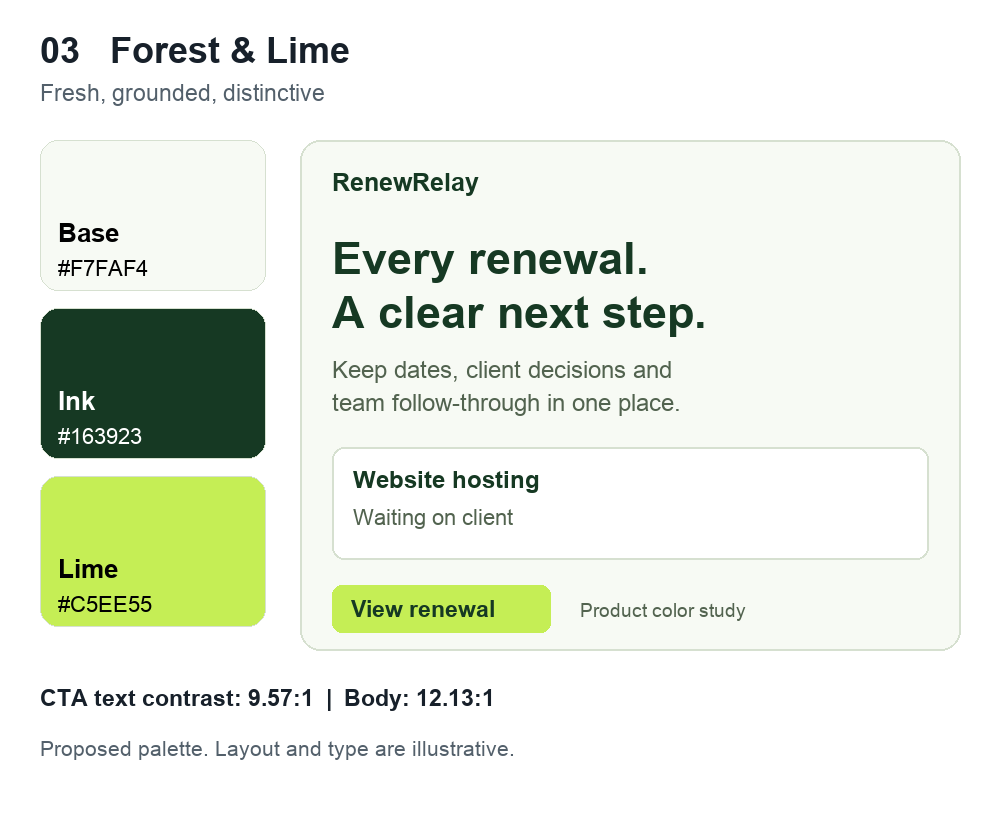 03 Forest & Lime
Fresh, grounded, distinctive
Base
#F7FAF4
Ink
#163923
Lime
#C5EE55
RenewRelay
Every renewal.
A clear next step.
Keep dates, client decisions and
team follow-through in one place.
Website hosting
Waiting on client
View renewal
Product color study
CTA text contrast: 9.57:1 | Body: 12.13:1
Proposed palette. Layout and type are illustrative.